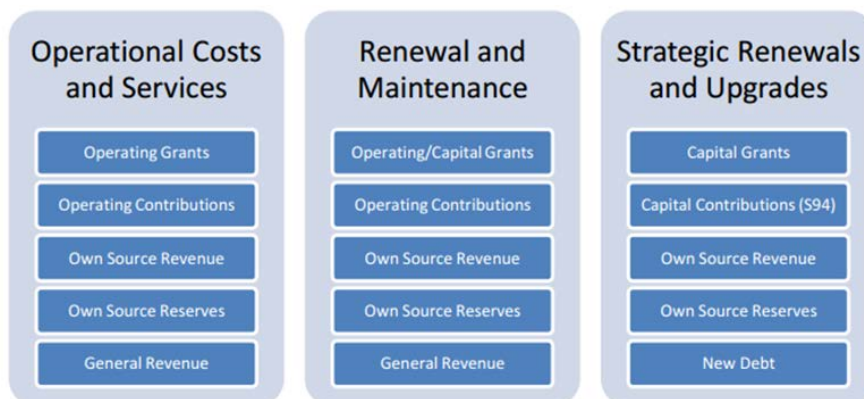 Operational Costs
and Services
Operating Grants
Operating Contributions
Own Source Revenue
Own Source Reserves
General Revenue
Renewal and
Maintenance
Operating/Capital Grants
Operating Contributions
Own Source Revenue
Own Source Reserves
General Revenue
Strategic Renewals
and Upgrades
Capital Grants
Capital Contributions (S94)
Own Source Revenue
Own Source Reserves
New Debt